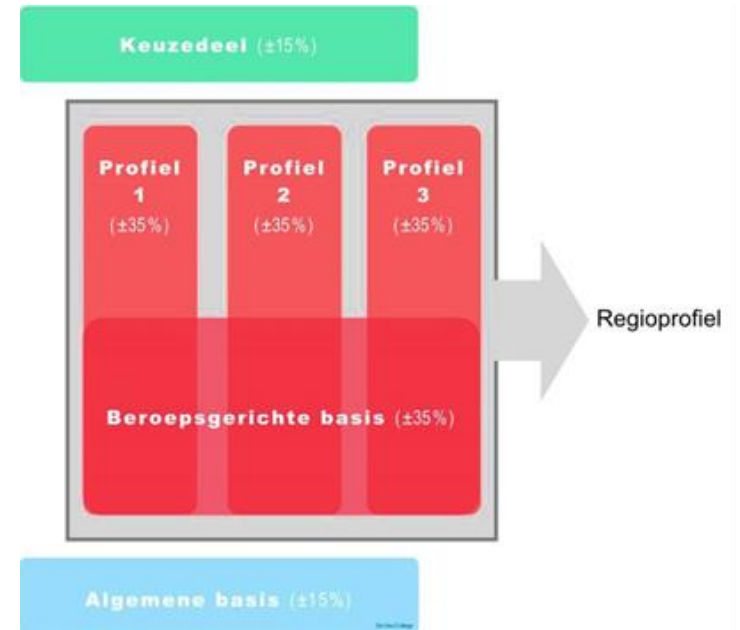 Keuzedeel (±15%)
Profiel
1
(±35%)
Profiel
2
(±35%)
Profiel
3
(±35%)
Regioprofiel
Beroepsgerichte basis (±35%)
Algemene basis (±15%)